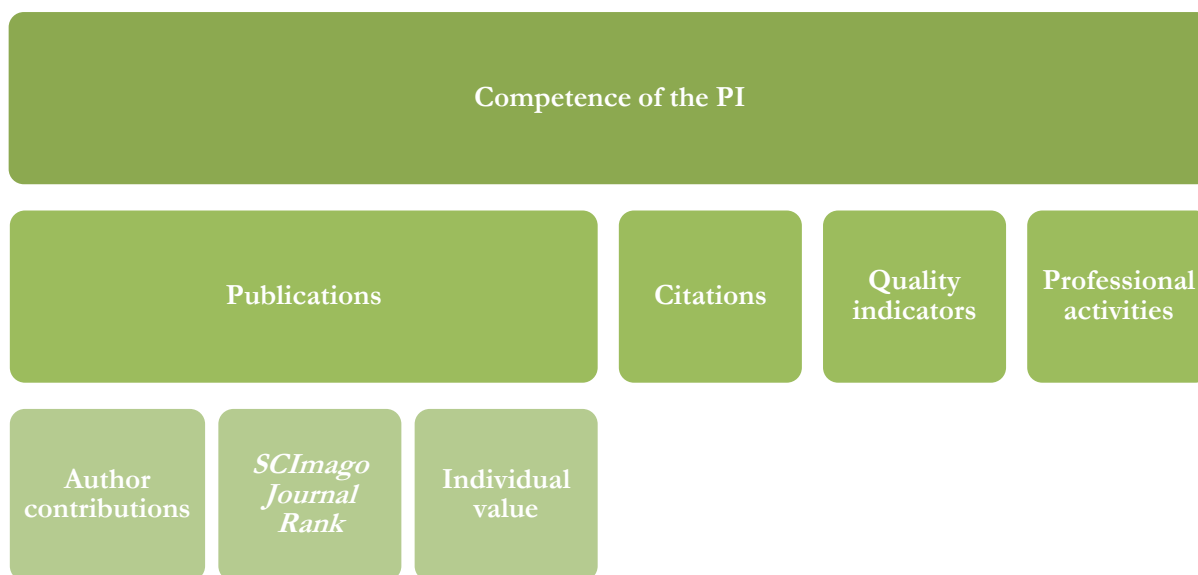 Competence of the PI
Publications
Citations
Quality
indicators
Professional
activities
Author
contributions
SCImago
Journal
Rank
Individual
value